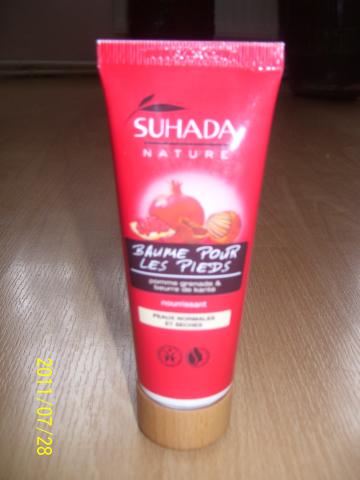 SUHADA
NATURE
BAUME POUR
LES PIEDS
pomme grenade &
beurre de karité
nourrissant
PEAUX NORMALES
ET SÈCHES
2011/07/28